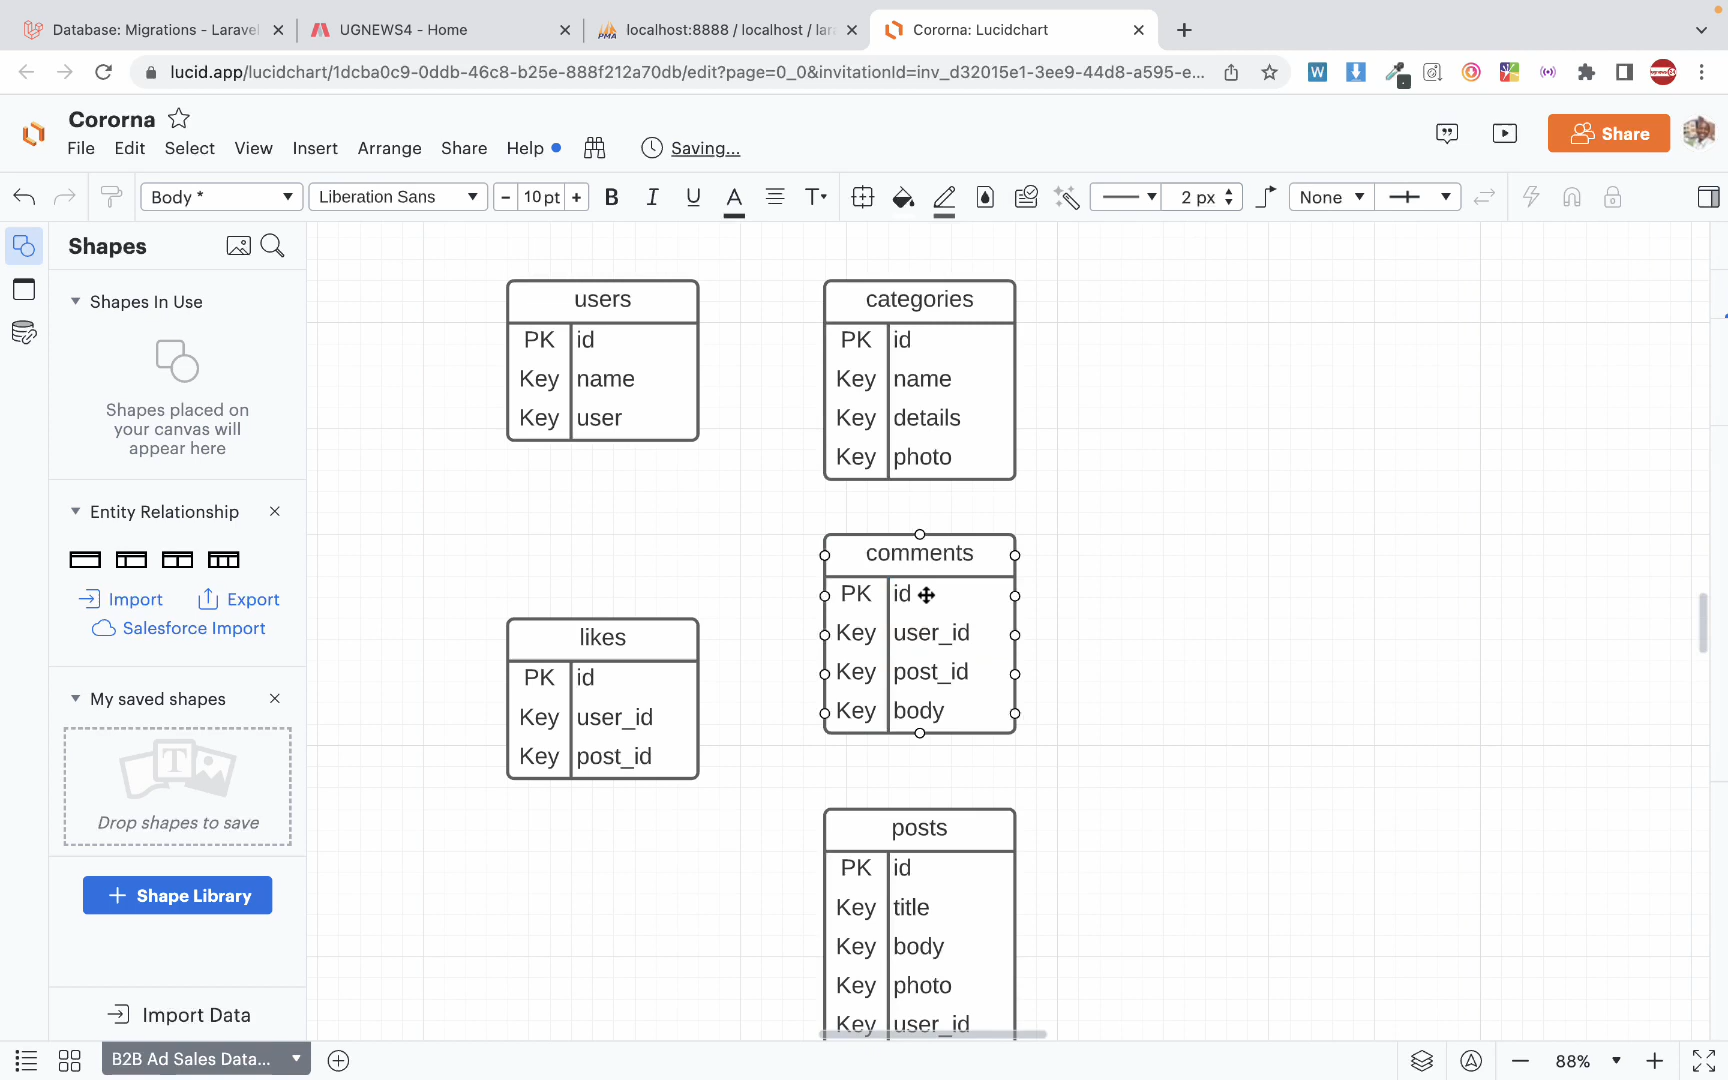 Database: Migrations - Laravel
UGNEWS4 - Home
localhost:8888 / localhost / lar
Cororna: Lucidchart
lucid.app/lucidchart/1dcba0c9-0ddb-46c8-b25e-888f212a70db/edit?page=0_0&invitationId=inv_d32015e1-3ee9-44d8-a595-e...
Cororna
File Edit Select View Insert Arrange Share Help Saving...
Share
Body * Liberation Sans - 10 pt + B I U A T 2 px None
Shapes
Shapes In Use
Shapes placed on
your canvas will
appear here
Entity Relationship
Import Export
Salesforce Import
My saved shapes
T
Drop shapes to save
+ Shape Library
Import Data
users
PK id
Key name
Key user
categories
PK id
Key name
Key details
Key photo
comments
PK id
Key user_id
Key post_id
Key body
likes
PK id
Key user_id
Key post_id
posts
PK id
Key title
Key body
Key photo
Key user_id
B2B Ad Sales Data...
88%